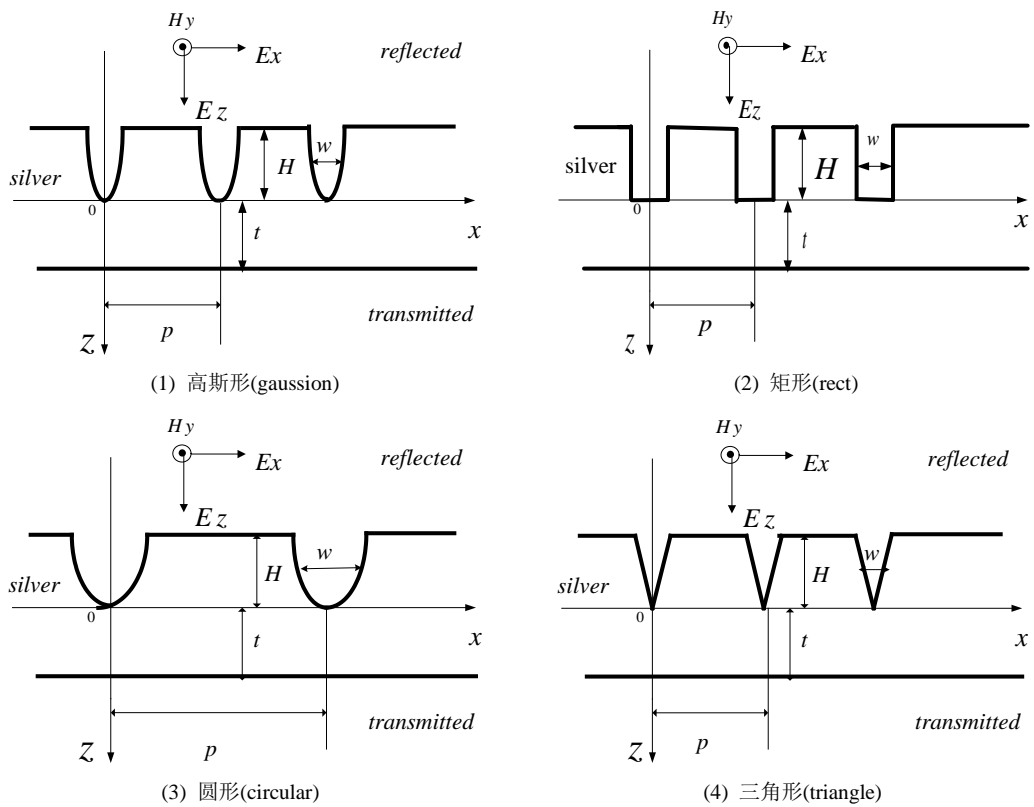 Hy
Ex
reflected
Ez
w
H
silver
0
x
t
p
transmitted
z
(1) 高斯形(gaussion)
Hy
Ex
reflected
Ez
w
H
silver
0
x
t
p
transmitted
z
(2) 矩形(rect)
Hy
Ex
reflected
Ez
w
H
silver
0
x
t
transmitted
p
z
(3) 圆形(circular)
Hy
Ex
reflected
Ez
w
H
silver
0
x
t
p
transmitted
z
(4) 三角形(triangle)